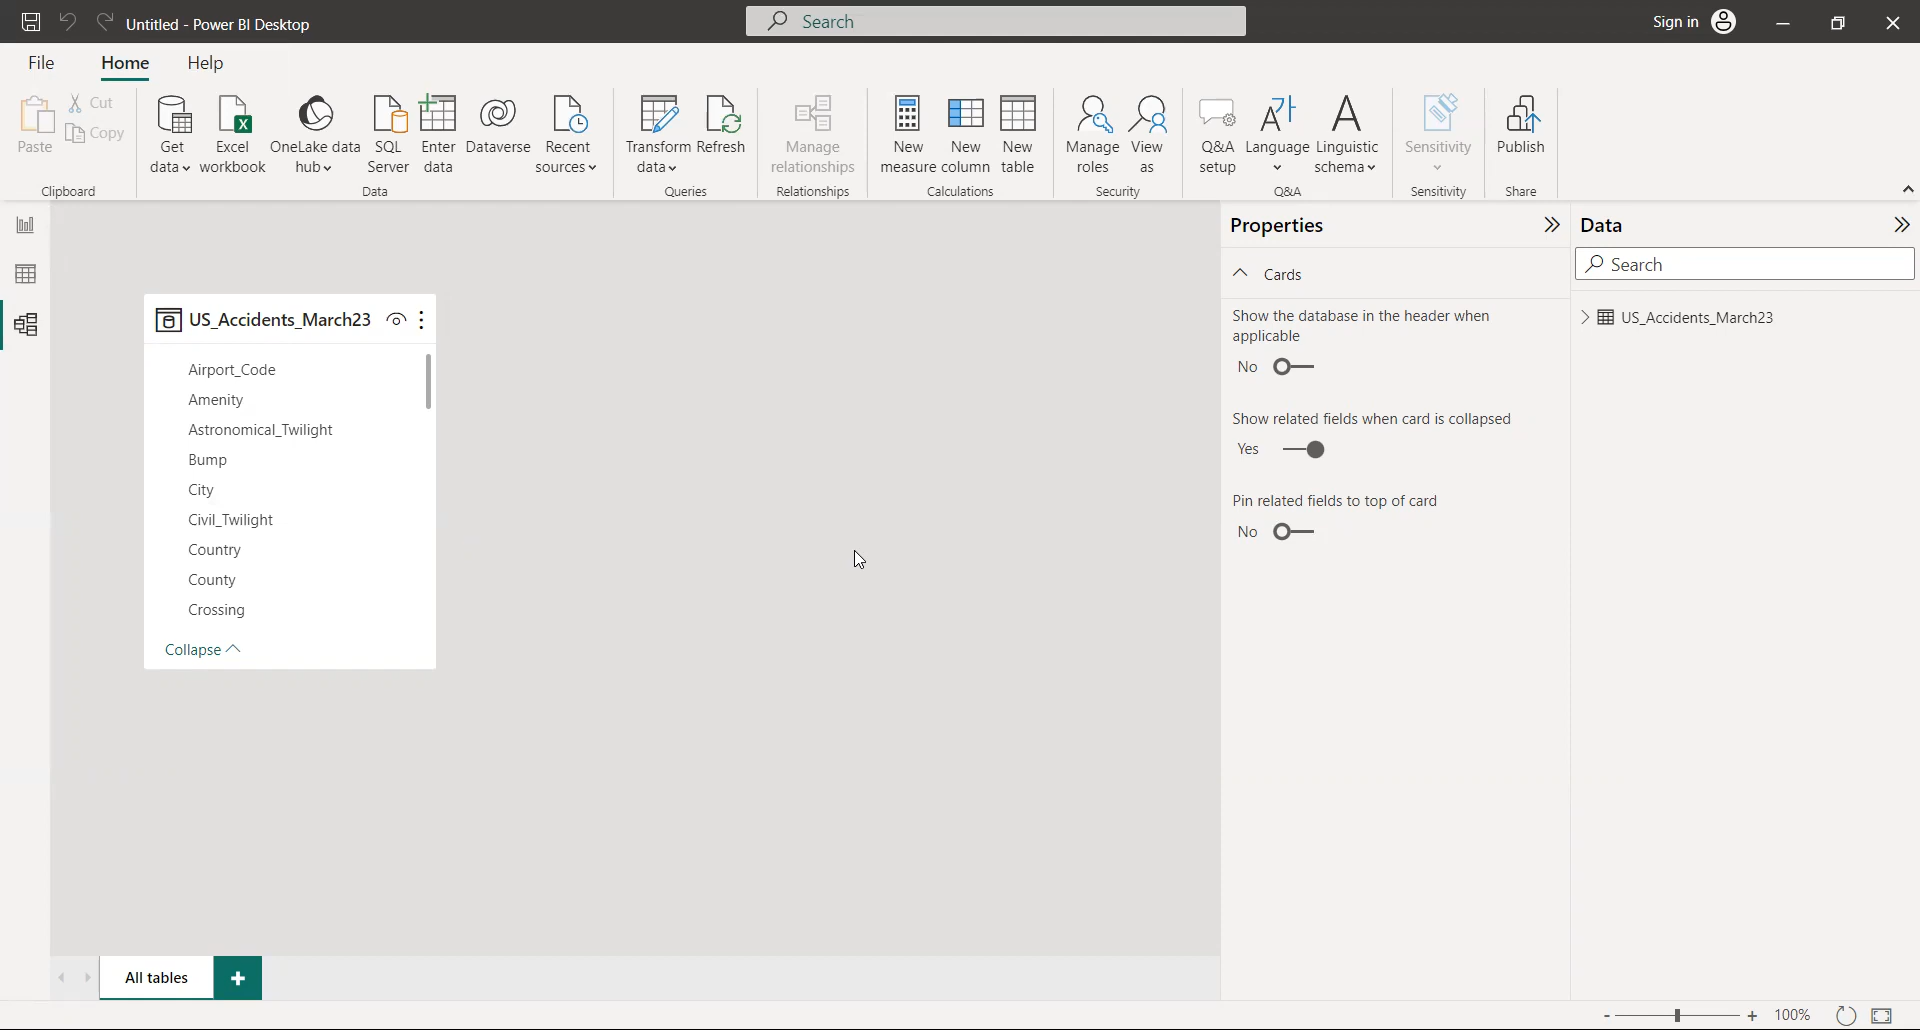 Untitled - Power BI Desktop
Search
Sign in
File
Home
Help
Paste
Cut
Copy
Clipboard
Get data
Excel workbook
OneLake data hub
SQL Server
Enter data
Dataverse
Recent sources
Data
Transform data
Refresh
Queries
Manage relationships
Relationships
New measure
New column
New table
Calculations
Manage roles
View as
Security
Q&A setup
Language
Linguistic schema
Q&A
Sensitivity
Sensitivity
Publish
Share
US_Accidents_March23
Airport_Code
Amenity
Astronomical_Twilight
Bump
City
Civil_Twilight
Country
County
Crossing
Collapse
Properties
Cards
Show the database in the header when
applicable
No
Show related fields when card is collapsed
Yes
Pin related fields to top of card
No
Data
Search
US_Accidents_March23
All tables
+
- + 100%